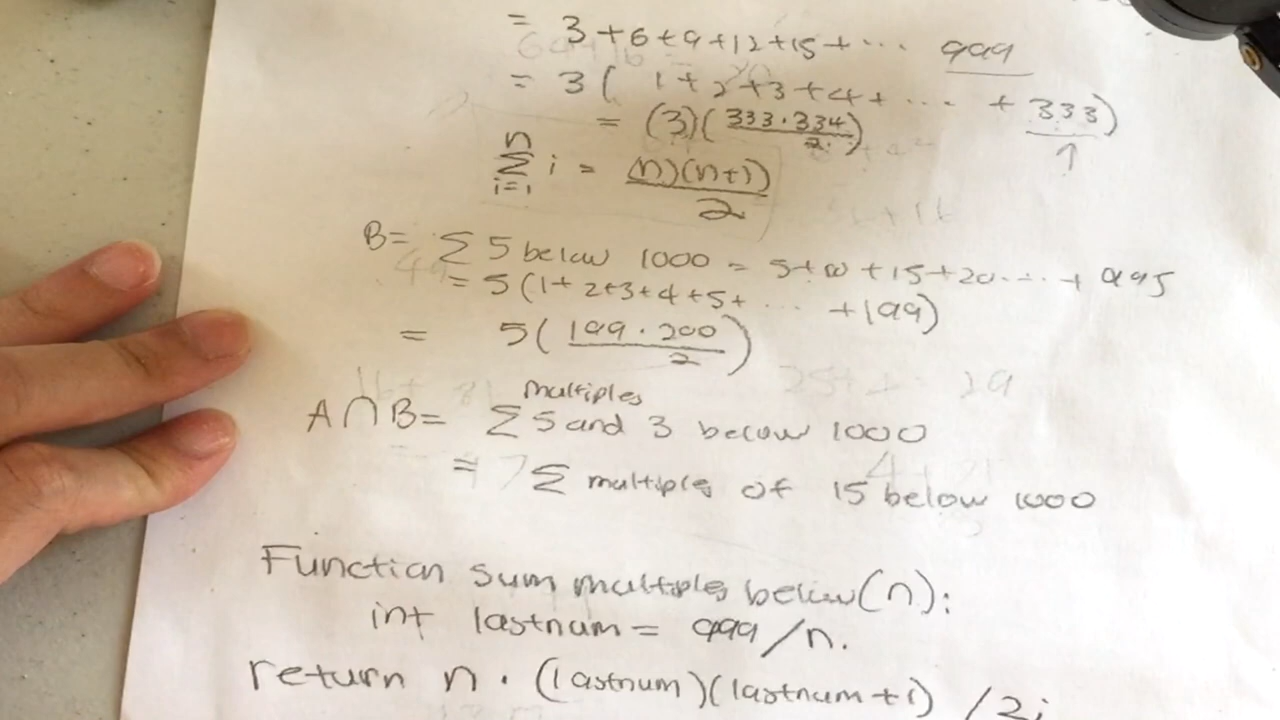 = 3+6+9+12+15+... 999
= 3( 1+2+3+4+... + 333)
= (3)(333·334/2)
n∑i=1 i = (n)(n+1)/2
B= ∑ 5 below 1000 = 5+10+15+20....+ 995
= 5(1+2+3+4+5+... +199)
= 5(199·200/2)
multiples
A∩B= ∑ 5 and 3 below 1000
= ∑ multiples of 15 below 1000
Function sum multiples below(n):
int lastnum = 999/n.
return n·(lastnum)(lastnum+1) /2;